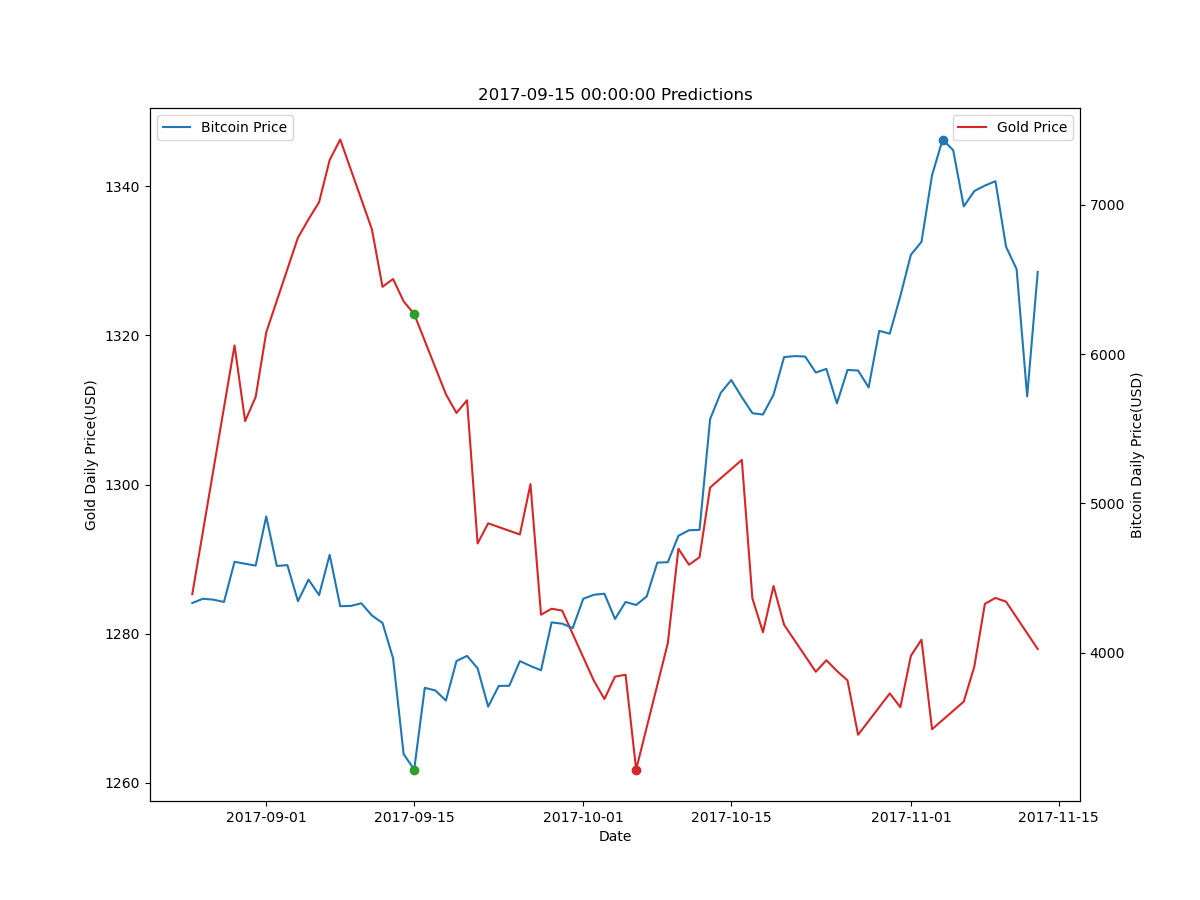 2017-09-15 00:00:00 Predictions
Bitcoin Price
Gold Price
Gold Daily Price(USD)
1340
1320
1300
1280
1260
7000
6000
5000
4000
Bitcoin Daily Price(USD)
2017-09-01 2017-09-15 2017-10-01 2017-10-15 2017-11-01 2017-11-15
Date